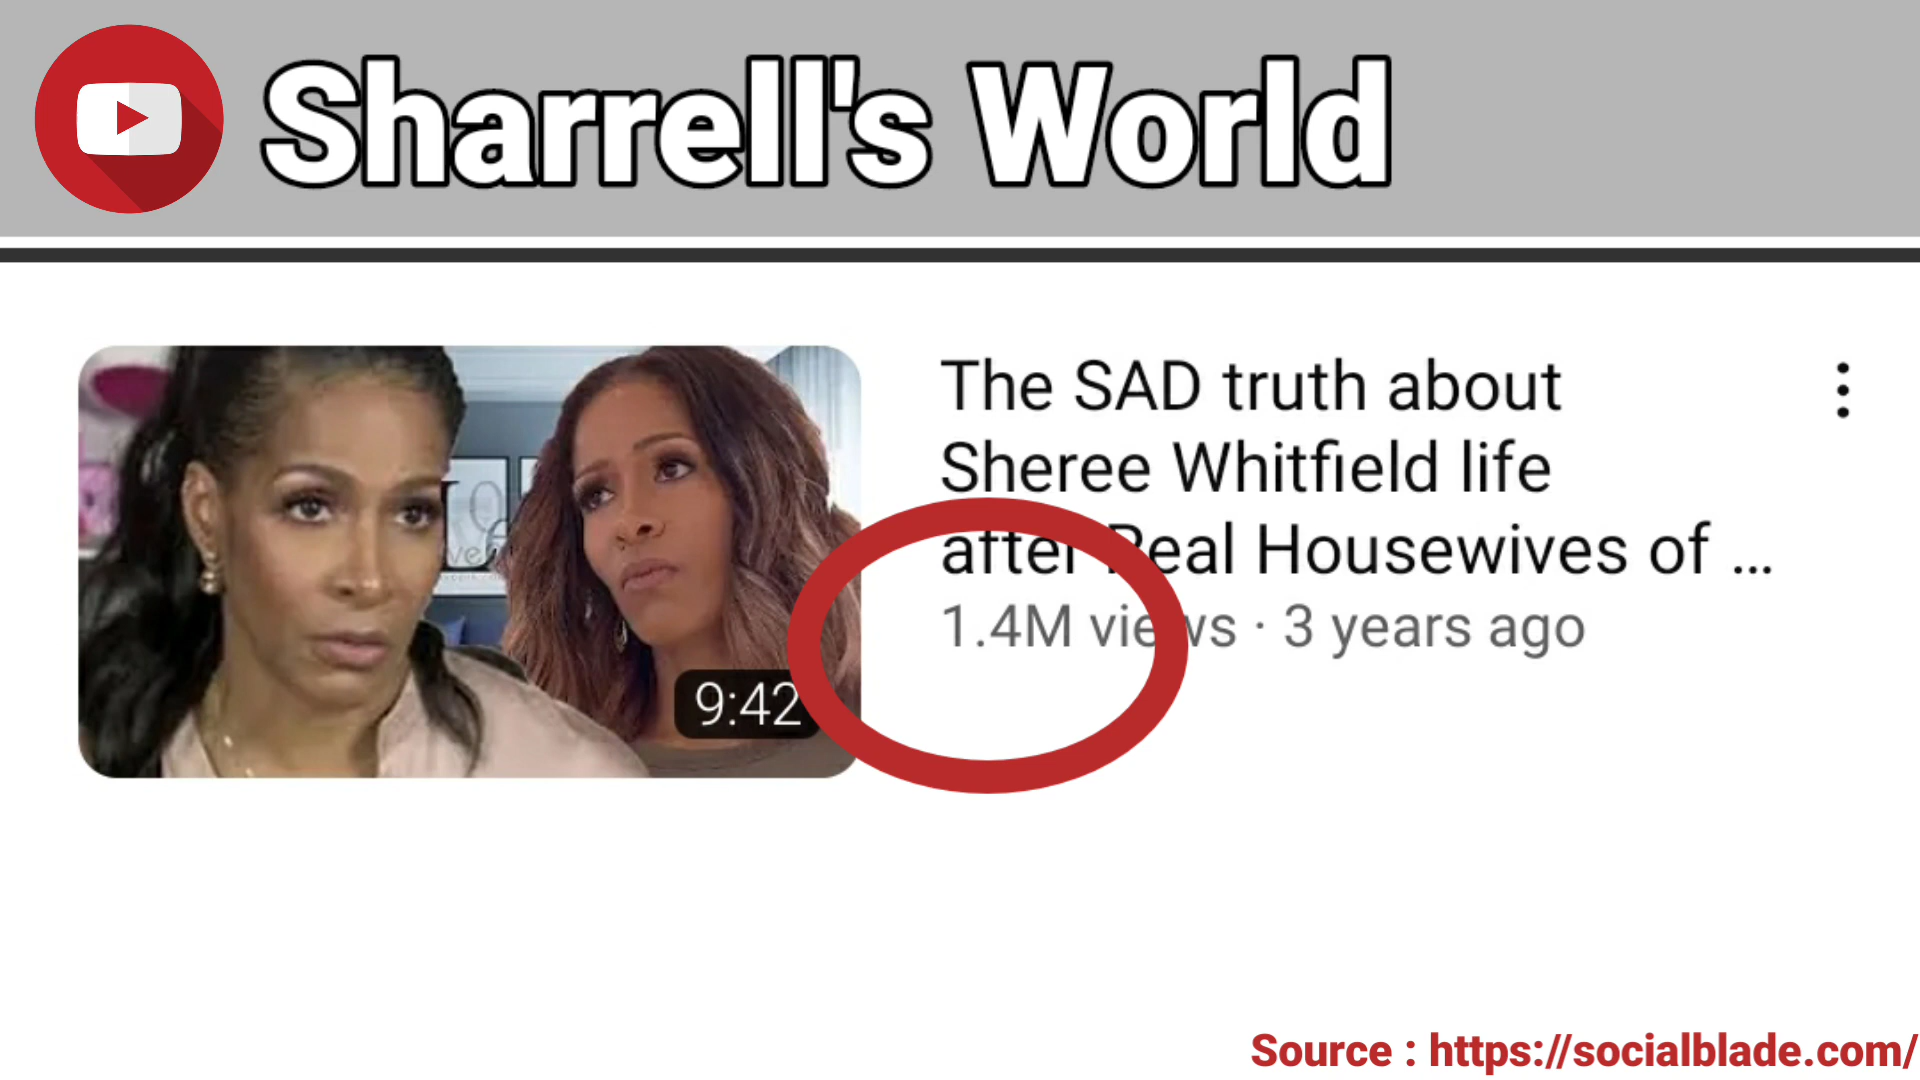 Sharrell's World
The SAD truth about
Sheree Whitfield life
after Real Housewives of ...
1.4M views · 3 years ago
9:42
Source : https://socialblade.com/